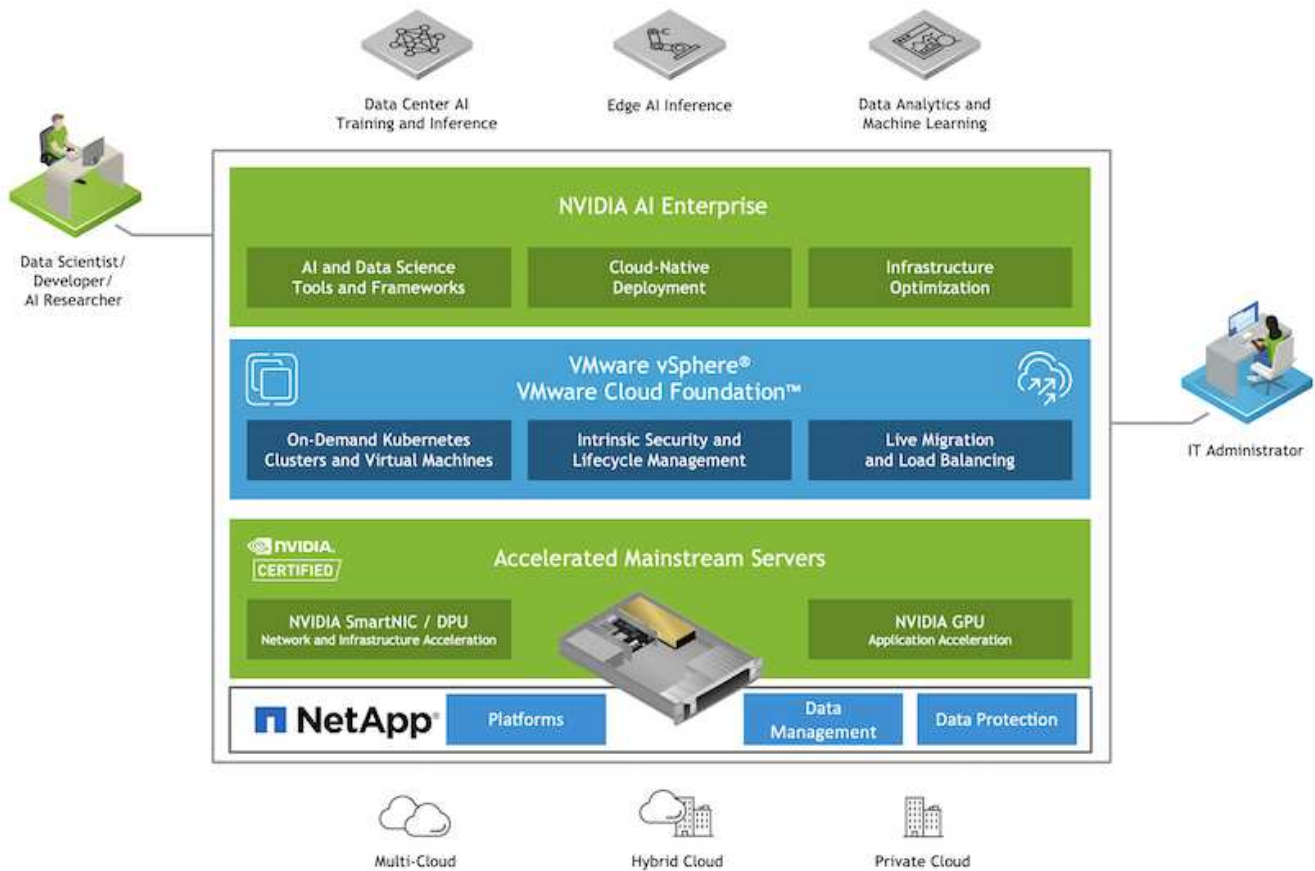 Data Center AI
Training and Inference
Edge AI Inference
Data Analytics and
Machine Learning
Data Scientist/
Developer/
AI Researcher
NVIDIA AI Enterprise
AI and Data Science
Tools and Frameworks
Cloud-Native
Deployment
Infrastructure
Optimization
VMware vSphere®
VMware Cloud Foundation™
On-Demand Kubernetes
Clusters and Virtual Machines
Intrinsic Security and
Lifecycle Management
Live Migration
and Load Balancing
IT Administrator
NVIDIA.
CERTIFIED
Accelerated Mainstream Servers
NVIDIA SmartNIC / DPU
Network and Infrastructure Acceleration
NVIDIA GPU
Application Acceleration
NetApp®
Platforms
Data
Management
Data Protection
Multi-Cloud
Hybrid Cloud
Private Cloud